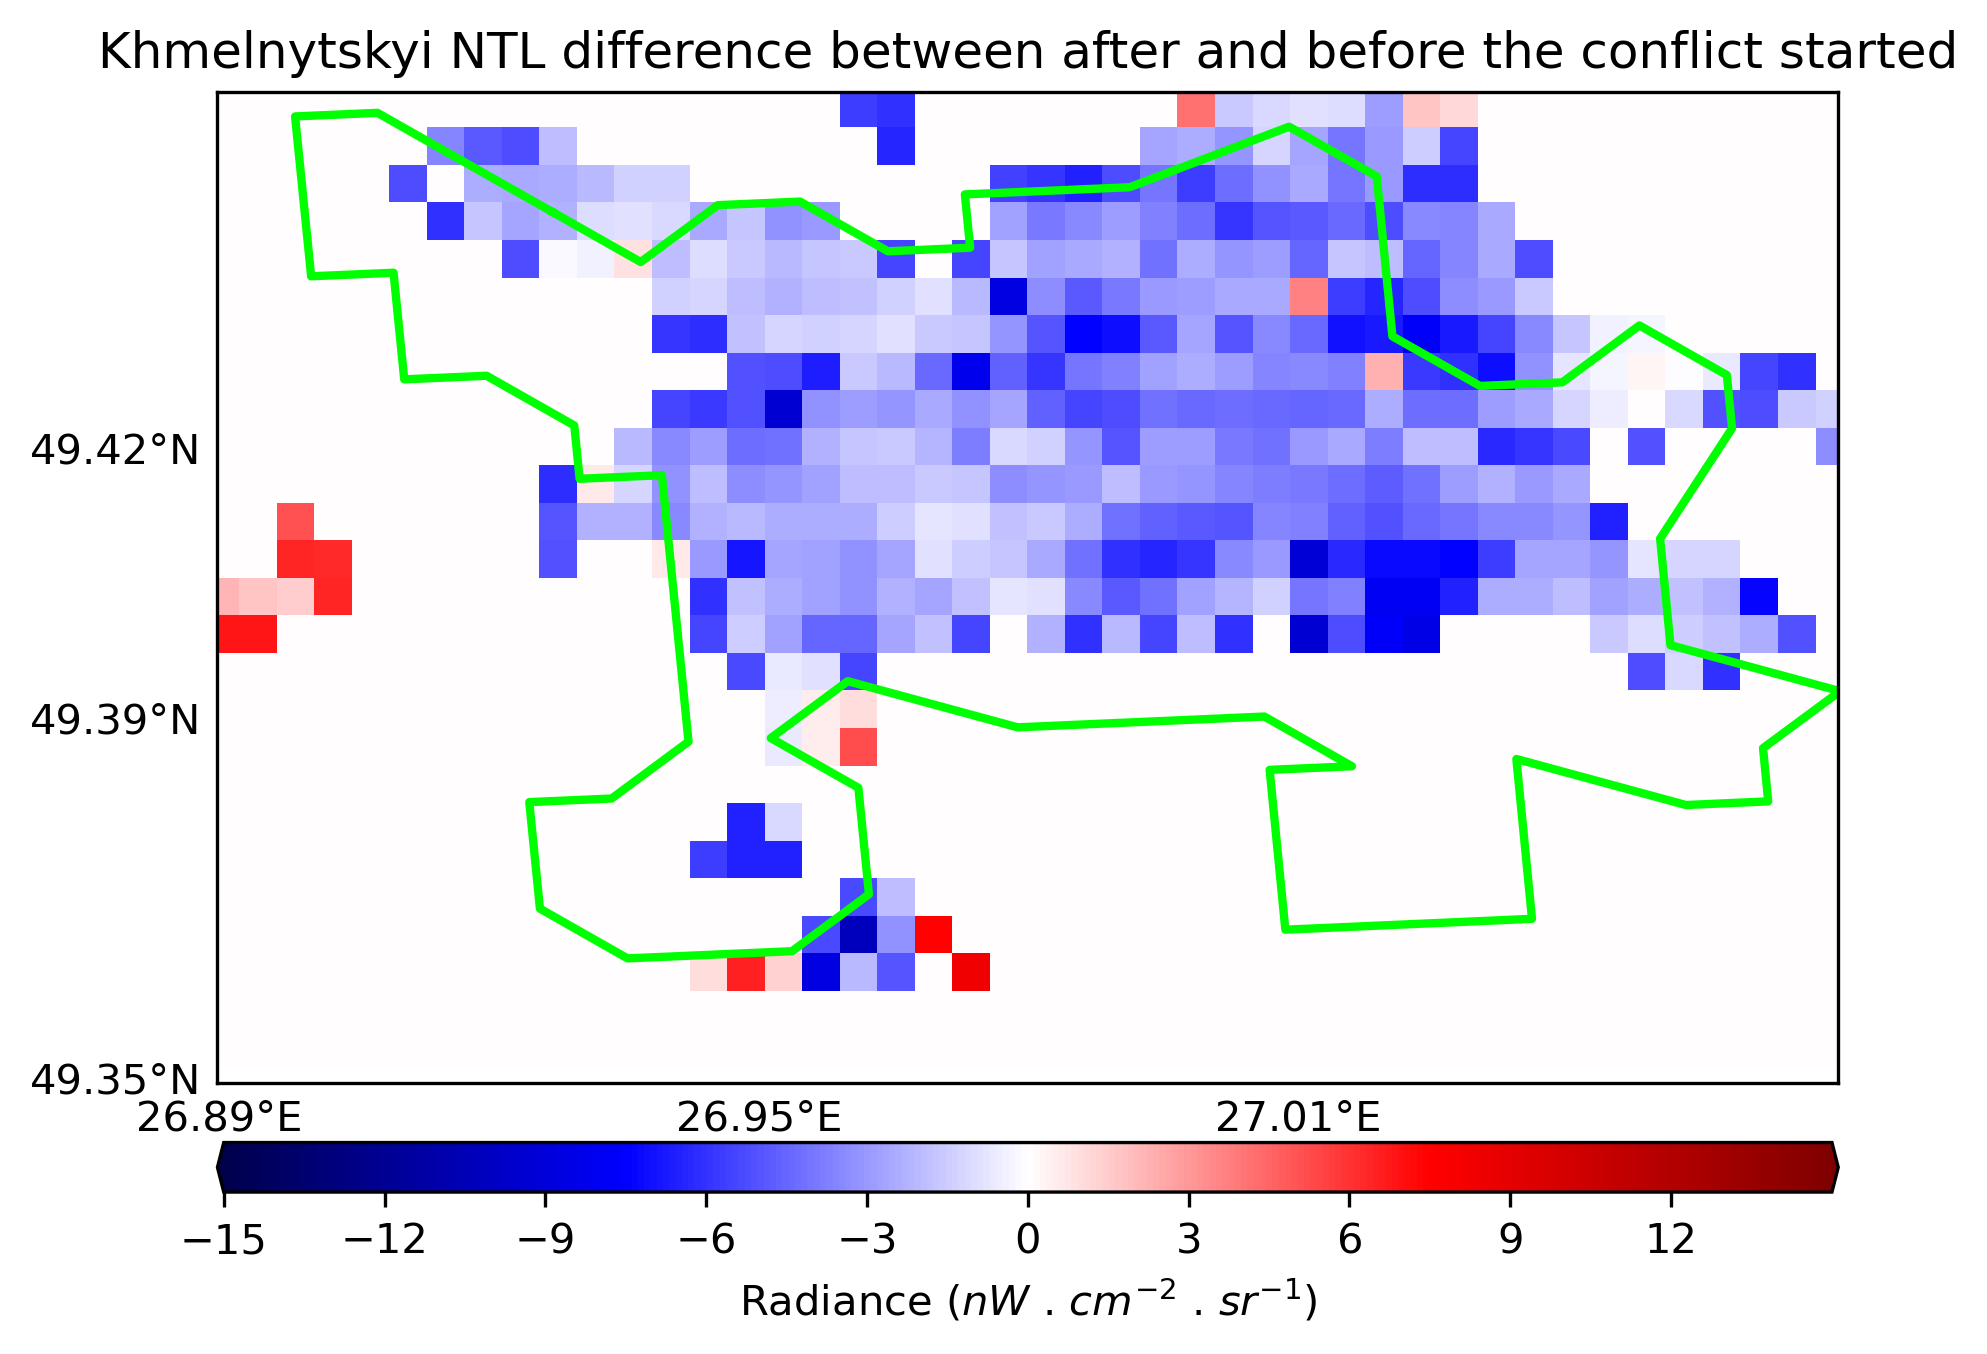 Khmelnytskyi NTL difference between after and before the conflict started
49.42°N
49.39°N
49.35°N
26.89°E 26.95°E 27.01°E
−15 −12 −9 −6 −3 0 3 6 9 12
Radiance (nW . cm⁻² . sr⁻¹)